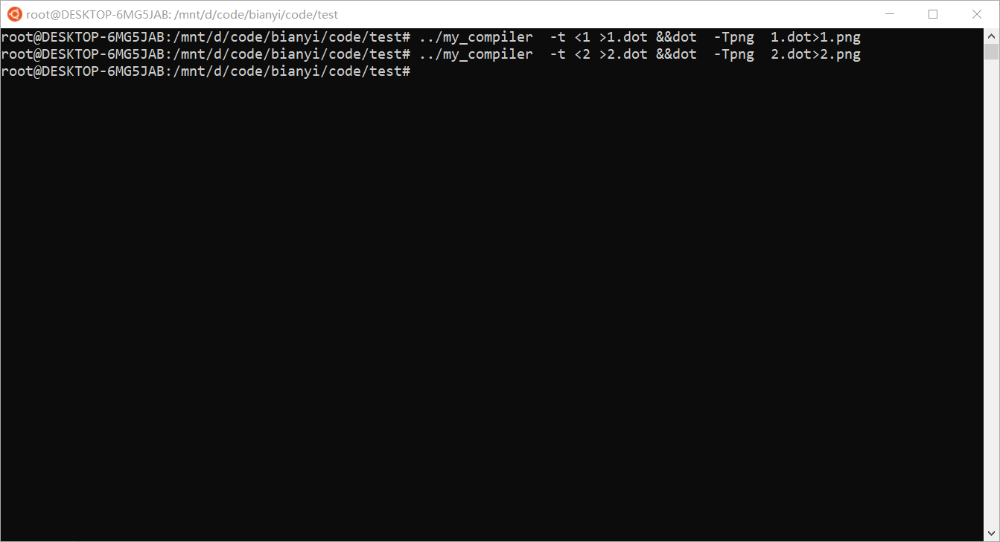 root@DESKTOP-6MG5JAB: /mnt/d/code/bianyi/code/test
root@DESKTOP-6MG5JAB:/mnt/d/code/bianyi/code/test# ../my_compiler  -t <1 >1.dot &&dot  -Tpng  1.dot>1.png
root@DESKTOP-6MG5JAB:/mnt/d/code/bianyi/code/test# ../my_compiler  -t <2 >2.dot &&dot  -Tpng  2.dot>2.png
root@DESKTOP-6MG5JAB:/mnt/d/code/bianyi/code/test#